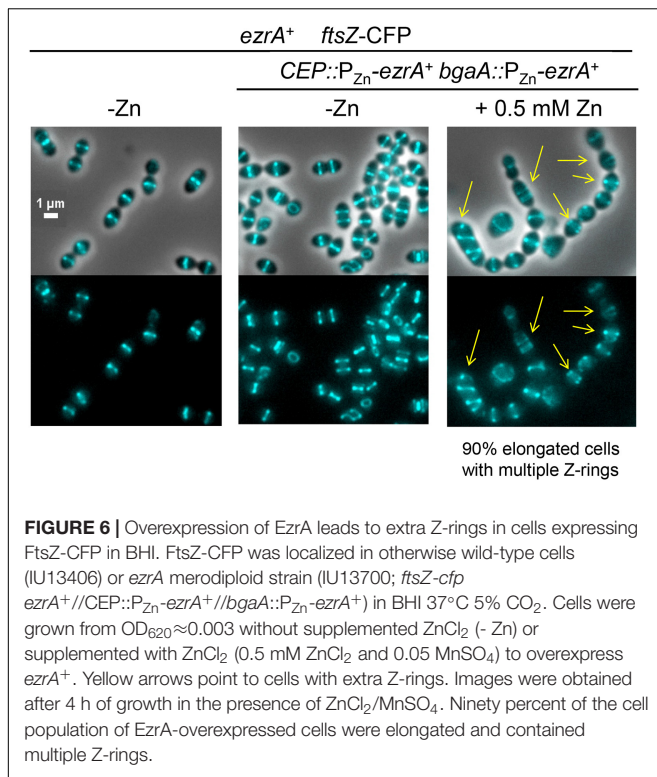 ezrA⁺ ftsZ-CFP
CEP::P_Zn-ezrA⁺ bgaA::P_Zn-ezrA⁺
-Zn
-Zn
+ 0.5 mM Zn
1 µm
90% elongated cells
with multiple Z-rings
FIGURE 6 | Overexpression of EzrA leads to extra Z-rings in cells expressing
FtsZ-CFP in BHI. FtsZ-CFP was localized in otherwise wild-type cells
(IU13406) or ezrA merodiploid strain (IU13700; ftsZ-cfp
ezrA⁺//CEP::P_Zn-ezrA⁺//bgaA::P_Zn-ezrA⁺) in BHI 37°C 5% CO₂. Cells were
grown from OD₆₂₀≈0.003 without supplemented ZnCl₂ (- Zn) or
supplemented with ZnCl₂ (0.5 mM ZnCl₂ and 0.05 MnSO₄) to overexpress
ezrA⁺. Yellow arrows point to cells with extra Z-rings. Images were obtained
after 4 h of growth in the presence of ZnCl₂/MnSO₄. Ninety percent of the cell
population of EzrA-overexpressed cells were elongated and contained
multiple Z-rings.